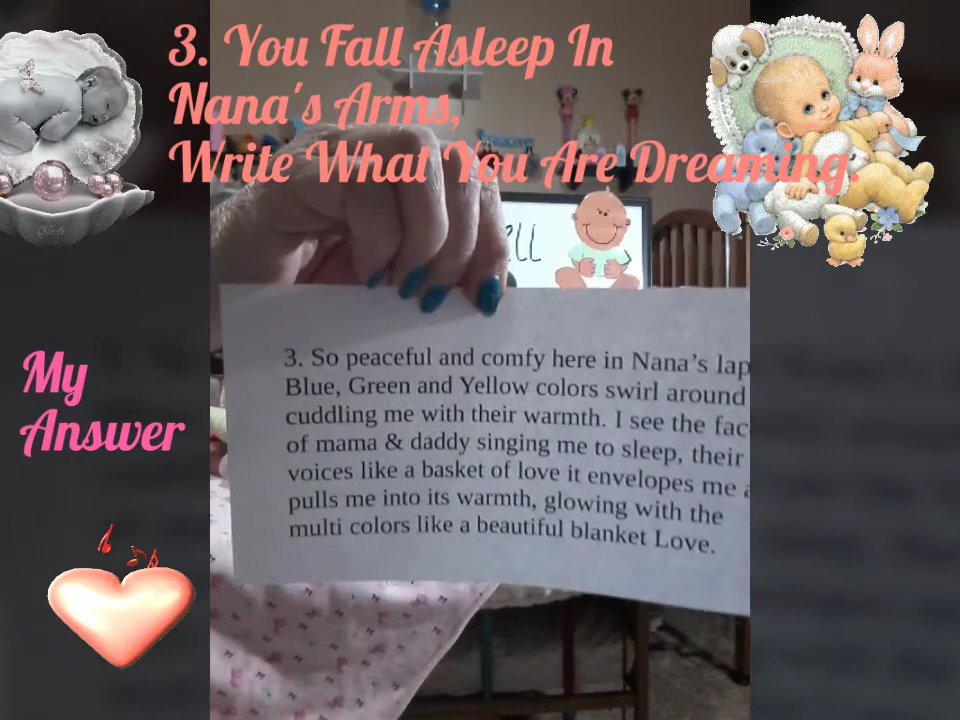 3. You Fall Asleep In
Nana's Arms,
Write What You Are Dreaming.
ELL
My
Answer
3. So peaceful and comfy here in Nana's lap
Blue, Green and Yellow colors swirl around
cuddling me with their warmth. I see the fac
of mama & daddy singing me to sleep, their
voices like a basket of love it envelopes me a
pulls me into its warmth, glowing with the
multi colors like a beautiful blanket Love.